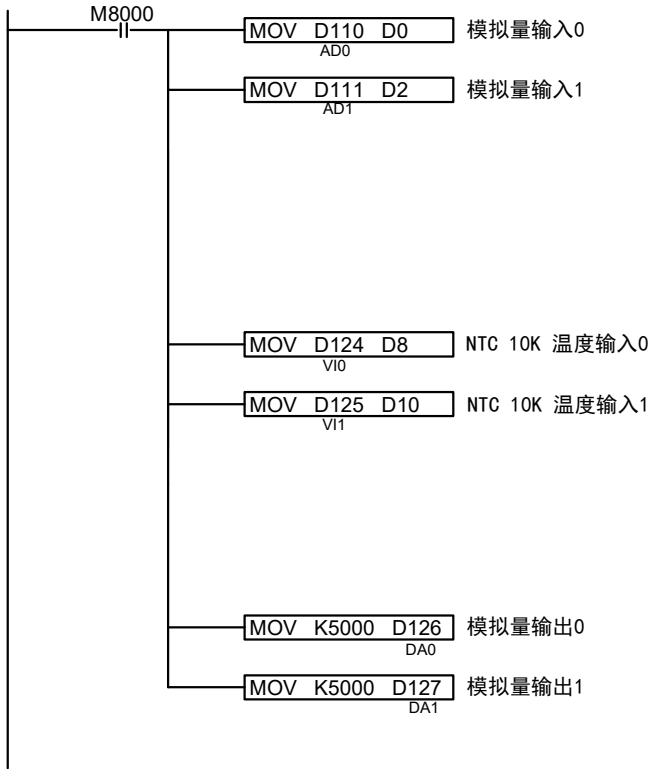 M8000
MOV D110 D0 模拟量输入0
AD0
MOV D111 D2 模拟量输入1
AD1
MOV D124 D8 NTC 10K 温度输入0
VI0
MOV D125 D10 NTC 10K 温度输入1
VI1
MOV K5000 D126 模拟量输出0
DA0
MOV K5000 D127 模拟量输出1
DA1